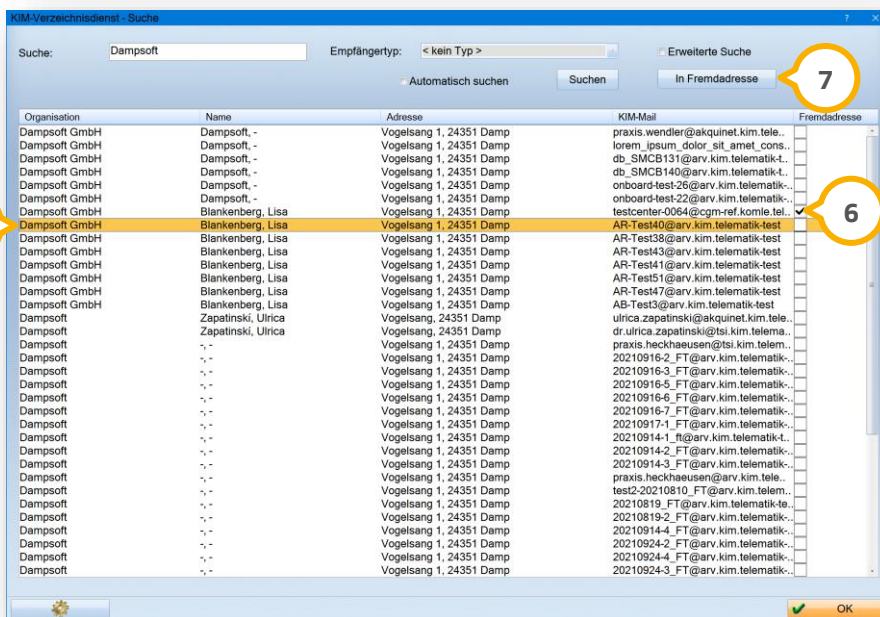 KIM-Verzeichnisdienst - Suche ? ×
Suche: Dampsoft Empfängertyp: < kein Typ > Erweiterte Suche
Automatisch suchen Suchen In Fremdadresse 7
Organisation Name Adresse KIM-Mail Fremdadresse
Dampsoft GmbH Dampsoft, - Vogelsang 1, 24351 Damp praxis.wendler@akquinet.kim.tele..
Dampsoft GmbH Dampsoft, - Vogelsang 1, 24351 Damp lorem_ipsum_dolor_sit_amet_cons..
Dampsoft GmbH Dampsoft, - Vogelsang 1, 24351 Damp db_SMCB131@arv.kim.telematik-t..
Dampsoft GmbH Dampsoft, - Vogelsang 1, 24351 Damp db_SMCB140@arv.kim.telematik-t..
Dampsoft GmbH Dampsoft, - Vogelsang 1, 24351 Damp onboard-test-26@arv.kim.telematik-..
Dampsoft GmbH Dampsoft, - Vogelsang 1, 24351 Damp onboard-test-22@arv.kim.telematik-..
Dampsoft GmbH Blankenberg, Lisa Vogelsang 1, 24351 Damp testcenter-0064@cgm-ref.komle.tel.. 6
Dampsoft GmbH Blankenberg, Lisa Vogelsang 1, 24351 Damp AR-Test40@arv.kim.telematik-test
Dampsoft GmbH Blankenberg, Lisa Vogelsang 1, 24351 Damp AR-Test38@arv.kim.telematik-test
Dampsoft GmbH Blankenberg, Lisa Vogelsang 1, 24351 Damp AR-Test43@arv.kim.telematik-test
Dampsoft GmbH Blankenberg, Lisa Vogelsang 1, 24351 Damp AR-Test41@arv.kim.telematik-test
Dampsoft GmbH Blankenberg, Lisa Vogelsang 1, 24351 Damp AR-Test51@arv.kim.telematik-test
Dampsoft GmbH Blankenberg, Lisa Vogelsang 1, 24351 Damp AR-Test47@arv.kim.telematik-test
Dampsoft GmbH Blankenberg, Lisa Vogelsang 1, 24351 Damp AB-Test3@arv.kim.telematik-test
Dampsoft Zapatinski, Ulrica Vogelsang, 24351 Damp ulrica.zapatinski@akquinet.kim.tele..
Dampsoft Zapatinski, Ulrica Vogelsang, 24351 Damp dr.ulrica.zapatinski@tsi.kim.telema..
Dampsoft -, - Vogelsang 1, 24351 Damp praxis.heckhaeusen@tsi.kim.telem..
Dampsoft -, - Vogelsang 1, 24351 Damp 20210916-2_FT@arv.kim.telematik-..
Dampsoft -, - Vogelsang 1, 24351 Damp 20210916-3_FT@arv.kim.telematik-..
Dampsoft -, - Vogelsang 1, 24351 Damp 20210916-5_FT@arv.kim.telematik-..
Dampsoft -, - Vogelsang 1, 24351 Damp 20210916-6_FT@arv.kim.telematik-..
Dampsoft -, - Vogelsang 1, 24351 Damp 20210916-7_FT@arv.kim.telematik-..
Dampsoft -, - Vogelsang 1, 24351 Damp 20210917-1_FT@arv.kim.telematik-..
Dampsoft -, - Vogelsang 1, 24351 Damp 20210914-1_ft@arv.kim.telematik-t..
Dampsoft -, - Vogelsang 1, 24351 Damp 20210914-2_FT@arv.kim.telematik-..
Dampsoft -, - Vogelsang 1, 24351 Damp 20210914-3_FT@arv.kim.telematik-..
Dampsoft -, - Vogelsang 1, 24351 Damp praxis.heckhaeusen@arv.kim.tele..
Dampsoft -, - Vogelsang 1, 24351 Damp test2-20210810_FT@arv.kim.telem..
Dampsoft -, - Vogelsang 1, 24351 Damp 20210819_FT@arv.kim.telematik-te..
Dampsoft -, - Vogelsang 1, 24351 Damp 20210819-2_FT@arv.kim.telematik-..
Dampsoft -, - Vogelsang 1, 24351 Damp 20210914-4_FT@arv.kim.telematik-..
Dampsoft -, - Vogelsang 1, 24351 Damp 20210924-2_FT@arv.kim.telematik-..
Dampsoft -, - Vogelsang 1, 24351 Damp 20210924-4_FT@arv.kim.telematik-..
Dampsoft -, - Vogelsang 1, 24351 Damp 20210924-3_FT@arv.kim.telematik-..
OK